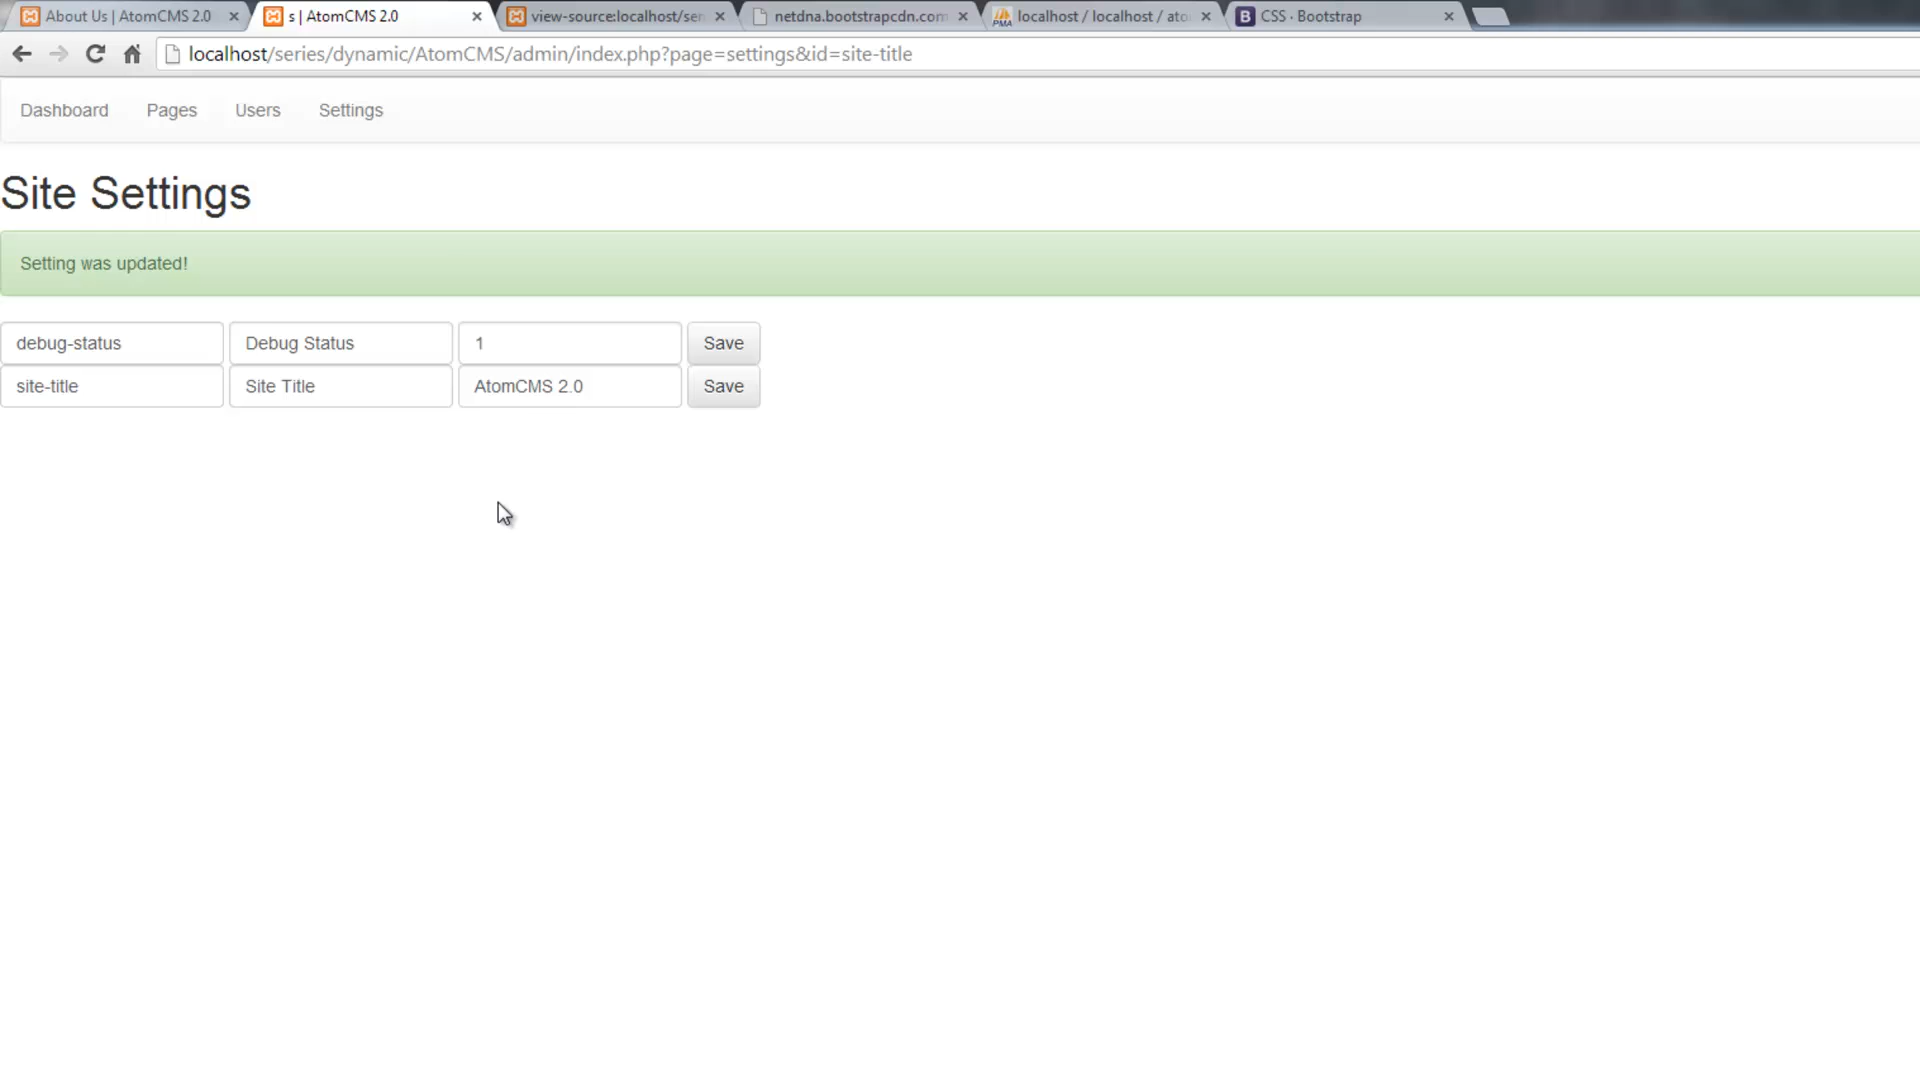 About Us | AtomCMS 2.0
s | AtomCMS 2.0
view-source:localhost/ser
netdna.bootstrapcdn.com
localhost / localhost / ato
B CSS · Bootstrap
localhost/series/dynamic/AtomCMS/admin/index.php?page=settings&id=site-title
Dashboard Pages Users Settings
Site Settings
Setting was updated!
debug-status Debug Status 1 Save
site-title Site Title AtomCMS 2.0 Save